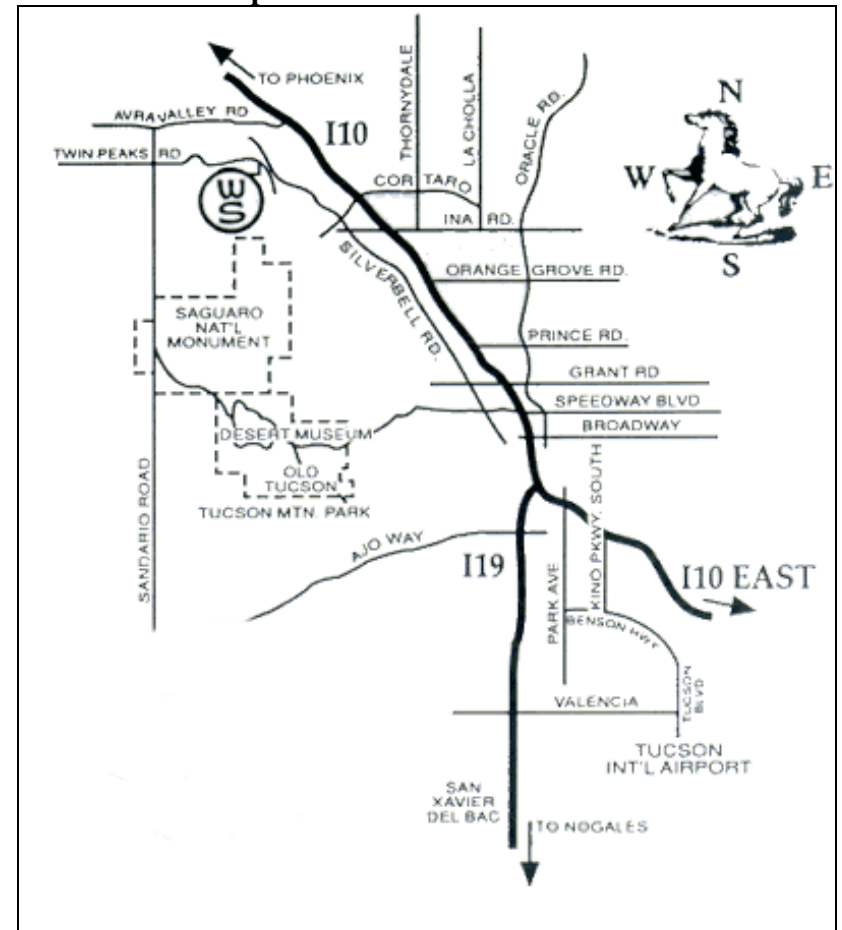 TO PHOENIX
AVRA VALLEY RD
I10
THORNYDALE
LA CHOLLA
ORACLE RD.
N
TWIN PEAKS RD
W
E
WS
CORTARO
INA RD.
S
SILVERBELL RD.
ORANGE GROVE RD.
SAGUARO
NAT'L
MONUMENT
PRINCE RD.
GRANT RD
SPEEDWAY BLVD
BROADWAY
DESERT MUSEUM
OLD
TUCSON
TUCSON MTN. PARK
SANDARIO ROAD
AJO WAY
I19
PARK AVE
KINO PKWY. SOUTH
I10 EAST
BENSON HWY
VALENCIA
TUCSON
BLVD
TUCSON
INT'L AIRPORT
SAN
XAVIER
DEL BAC
TO NOGALES